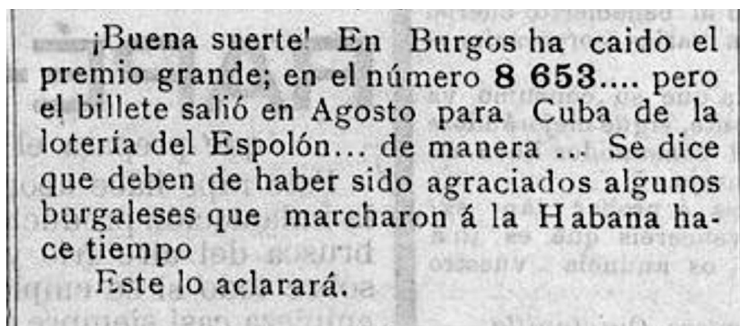 ¡Buena suerte! En Burgos ha caido el
premio grande; en el número 8 653.... pero
el billete salió en Agosto para Cuba de la
lotería del Espolón... de manera ... Se dice
que deben de haber sido agraciados algunos
burgaleses que marcharon á la Habana ha-
ce tiempo
Este lo aclarará.